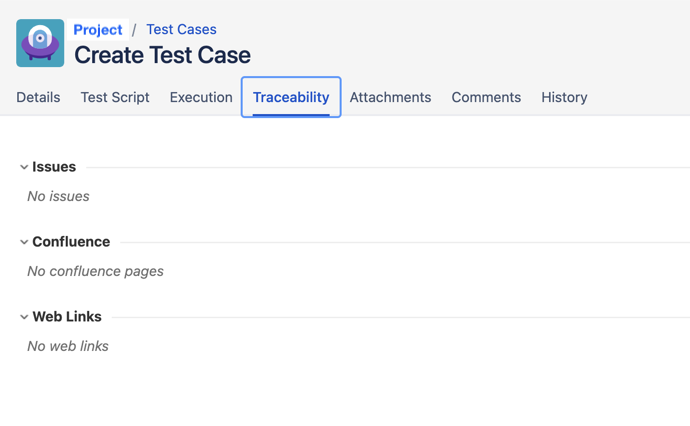 Project / Test Cases
Create Test Case
Details Test Script Execution Traceability Attachments Comments History
Issues
No issues
Confluence
No confluence pages
Web Links
No web links